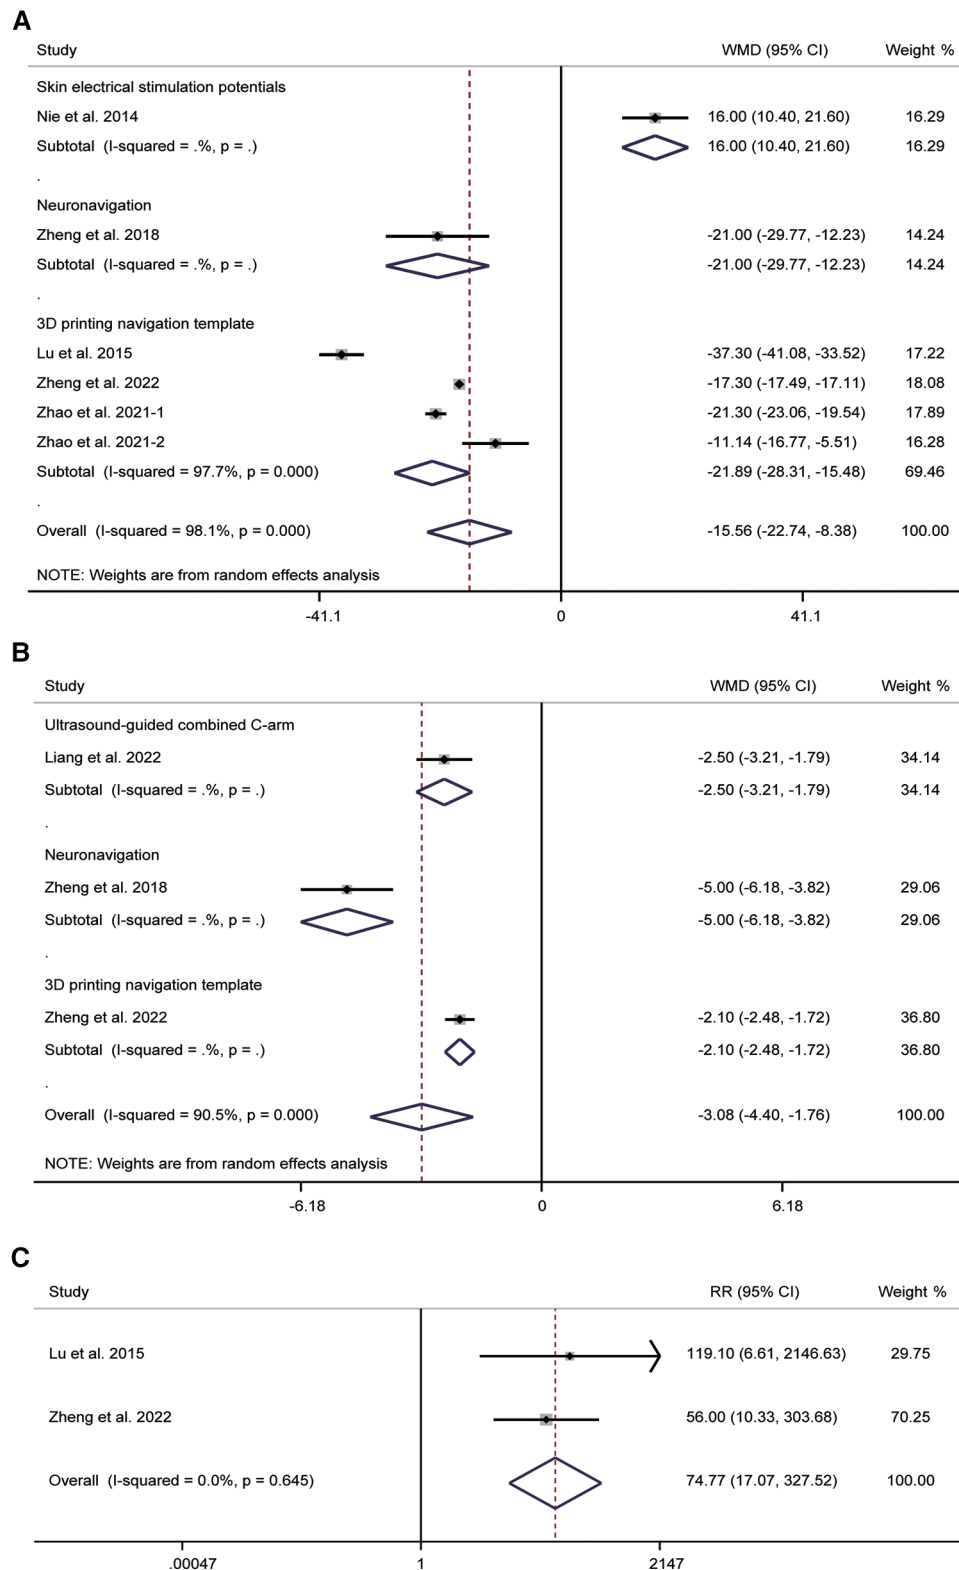 A
Study WMD (95% CI) Weight %
Skin electrical stimulation potentials
Nie et al. 2014 16.00 (10.40, 21.60) 16.29
Subtotal (I-squared = .%, p = .) 16.00 (10.40, 21.60) 16.29
.
Neuronavigation
Zheng et al. 2018 -21.00 (-29.77, -12.23) 14.24
Subtotal (I-squared = .%, p = .) -21.00 (-29.77, -12.23) 14.24
.
3D printing navigation template
Lu et al. 2015 -37.30 (-41.08, -33.52) 17.22
Zheng et al. 2022 -17.30 (-17.49, -17.11) 18.08
Zhao et al. 2021-1 -21.30 (-23.06, -19.54) 17.89
Zhao et al. 2021-2 -11.14 (-16.77, -5.51) 16.28
Subtotal (I-squared = 97.7%, p = 0.000) -21.89 (-28.31, -15.48) 69.46
.
Overall (I-squared = 98.1%, p = 0.000) -15.56 (-22.74, -8.38) 100.00
NOTE: Weights are from random effects analysis
-41.1 0 41.1
B
Study WMD (95% CI) Weight %
Ultrasound-guided combined C-arm
Liang et al. 2022 -2.50 (-3.21, -1.79) 34.14
Subtotal (I-squared = .%, p = .) -2.50 (-3.21, -1.79) 34.14
.
Neuronavigation
Zheng et al. 2018 -5.00 (-6.18, -3.82) 29.06
Subtotal (I-squared = .%, p = .) -5.00 (-6.18, -3.82) 29.06
.
3D printing navigation template
Zheng et al. 2022 -2.10 (-2.48, -1.72) 36.80
Subtotal (I-squared = .%, p = .) -2.10 (-2.48, -1.72) 36.80
.
Overall (I-squared = 90.5%, p = 0.000) -3.08 (-4.40, -1.76) 100.00
NOTE: Weights are from random effects analysis
-6.18 0 6.18
C
Study RR (95% CI) Weight %
Lu et al. 2015 119.10 (6.61, 2146.63) 29.75
Zheng et al. 2022 56.00 (10.33, 303.68) 70.25
Overall (I-squared = 0.0%, p = 0.645) 74.77 (17.07, 327.52) 100.00
.00047 1 2147